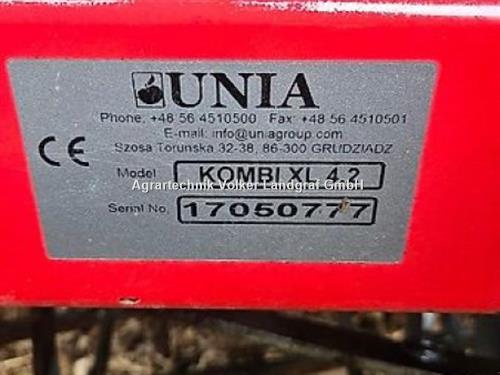 UNIA
Phone: +48 56 4510500 Fax: +48 56 4510501
E-mail: info@uniagroup.com
Szosa Torunska 32-38, 86-300 GRUDZIADZ
CE
Model KOMBI XL 4.2
Agrartechnik Volker Landgraf GmbH
Serial No. 17050777